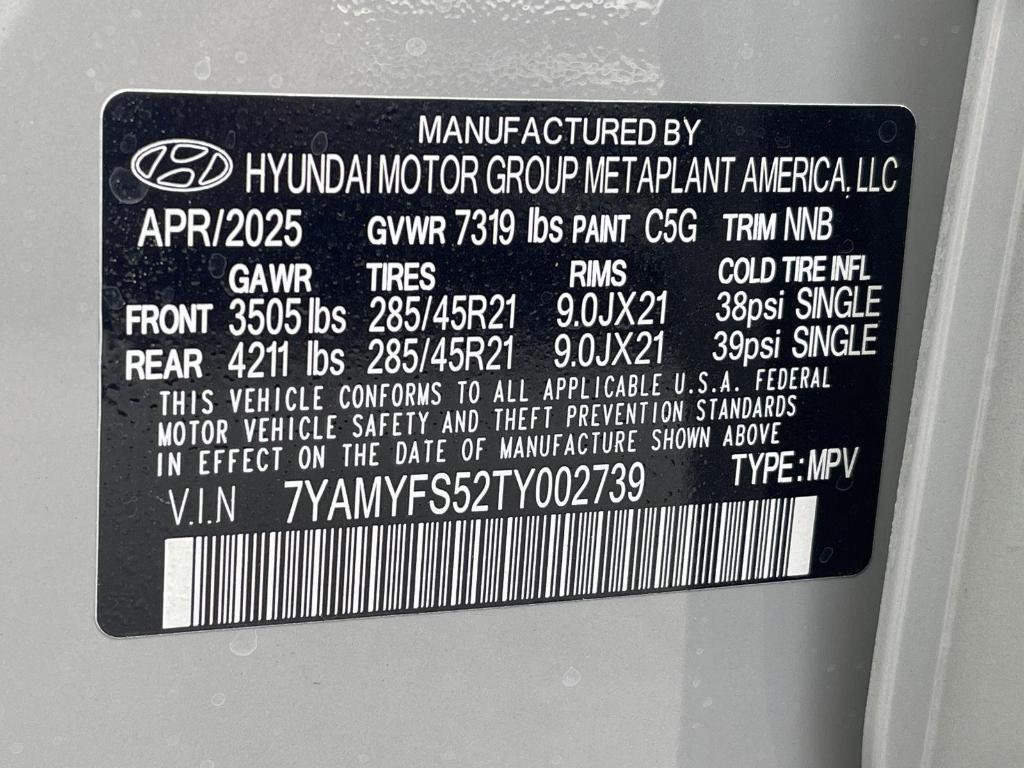 MANUFACTURED BY
HYUNDAI MOTOR GROUP METAPLANT AMERICA, LLC
APR/2025 GVWR 7319 lbs PAINT C5G TRIM NNB
GAWR TIRES RIMS COLD TIRE INFL
FRONT 3505 lbs 285/45R21 9.0JX21 38psi SINGLE
REAR 4211 lbs 285/45R21 9.0JX21 39psi SINGLE
THIS VEHICLE CONFORMS TO ALL APPLICABLE U.S.A. FEDERAL
MOTOR VEHICLE SAFETY AND THEFT PREVENTION STANDARDS
IN EFFECT ON THE DATE OF MANUFACTURE SHOWN ABOVE
V.I.N 7YAMYFS52TY002739 TYPE:MPV